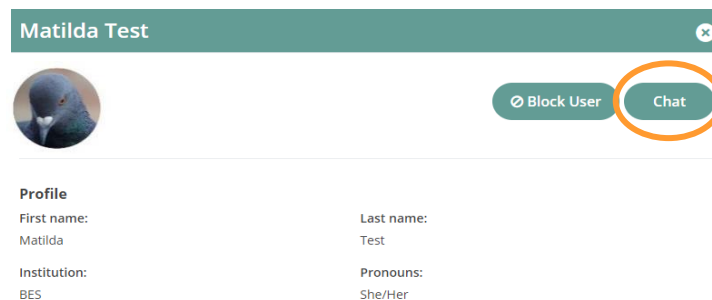 Matilda Test
Block User Chat
Profile
First name: Last name:
Matilda Test
Institution: Pronouns:
BES She/Her